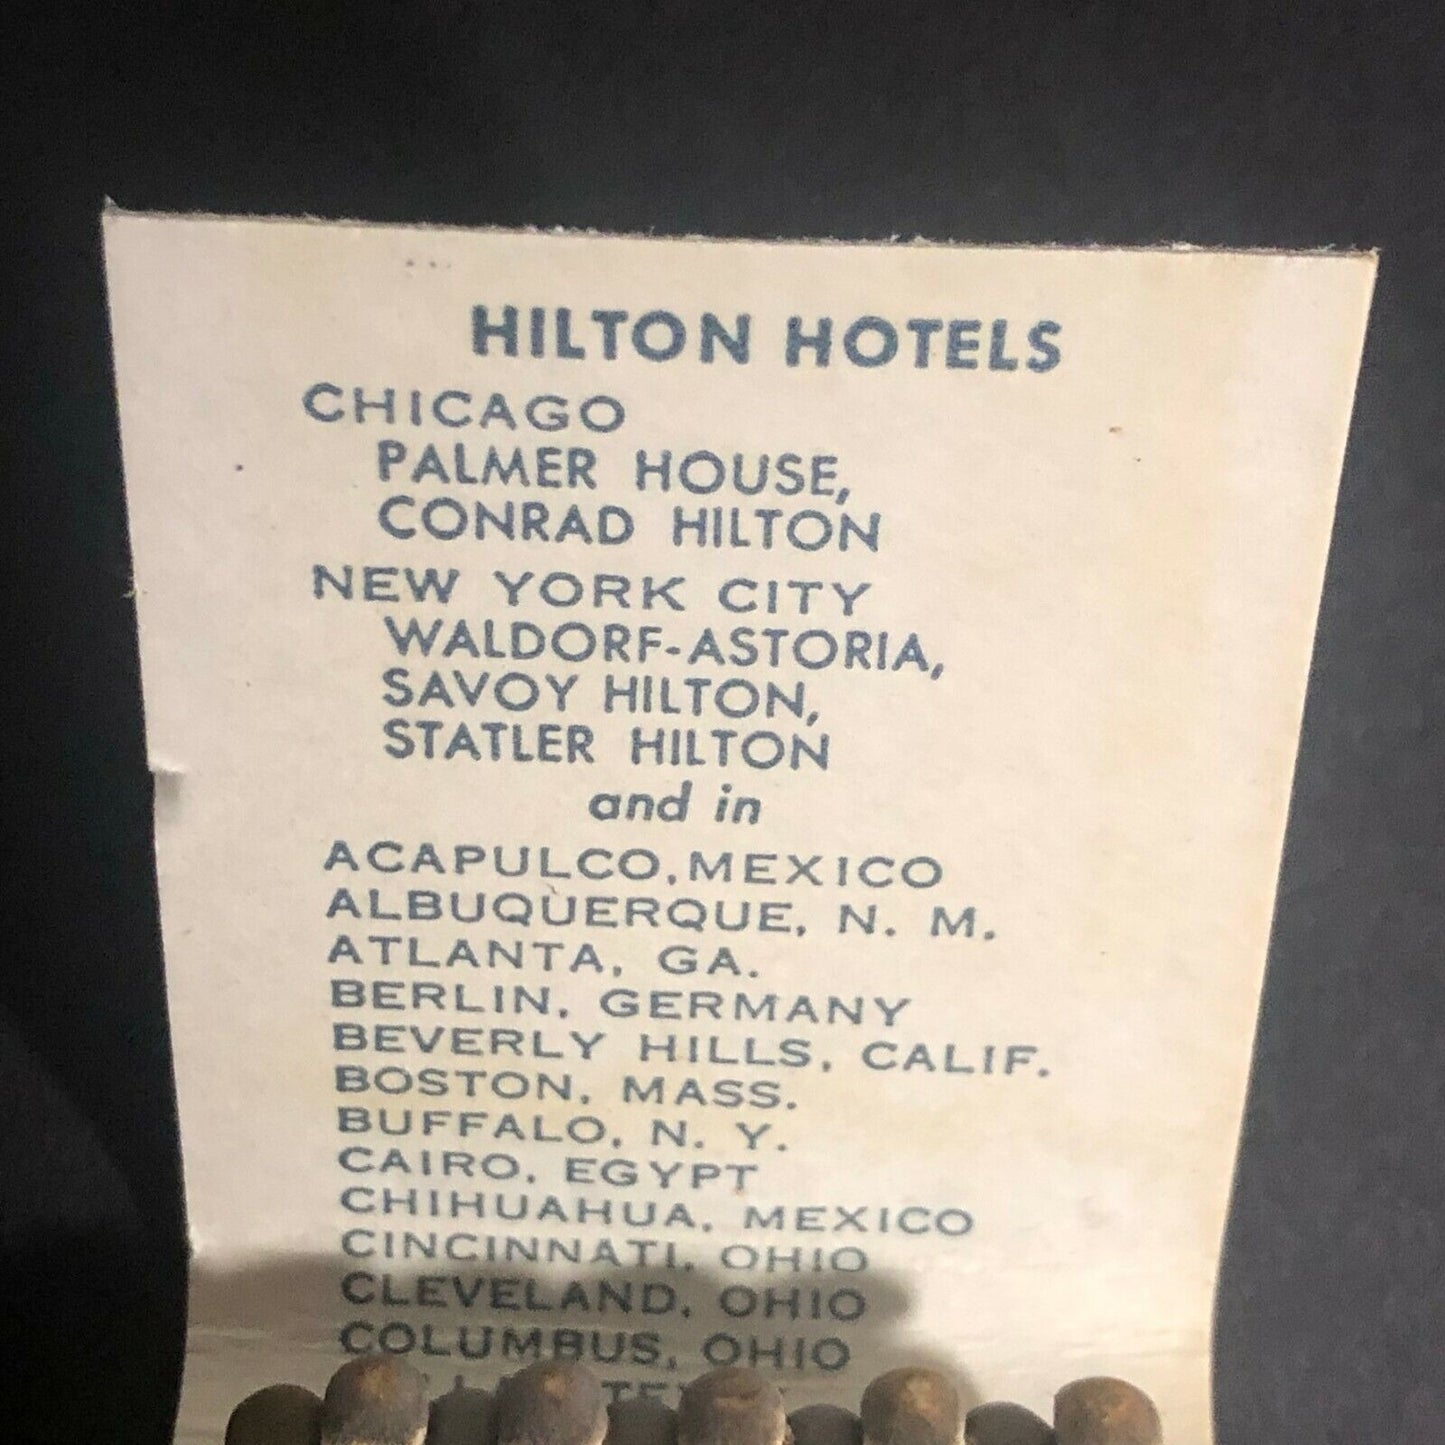 HILTON HOTELS
CHICAGO
PALMER HOUSE,
CONRAD HILTON
NEW YORK CITY
WALDORF-ASTORIA,
SAVOY HILTON,
STATLER HILTON
and in
ACAPULCO, MEXICO
ALBUQUERQUE, N. M.
ATLANTA, GA.
BERLIN, GERMANY
BEVERLY HILLS, CALIF.
BOSTON, MASS.
BUFFALO, N. Y.
CAIRO, EGYPT
CHIHUAHUA, MEXICO
CINCINNATI, OHIO
CLEVELAND, OHIO
COLUMBUS, OHIO